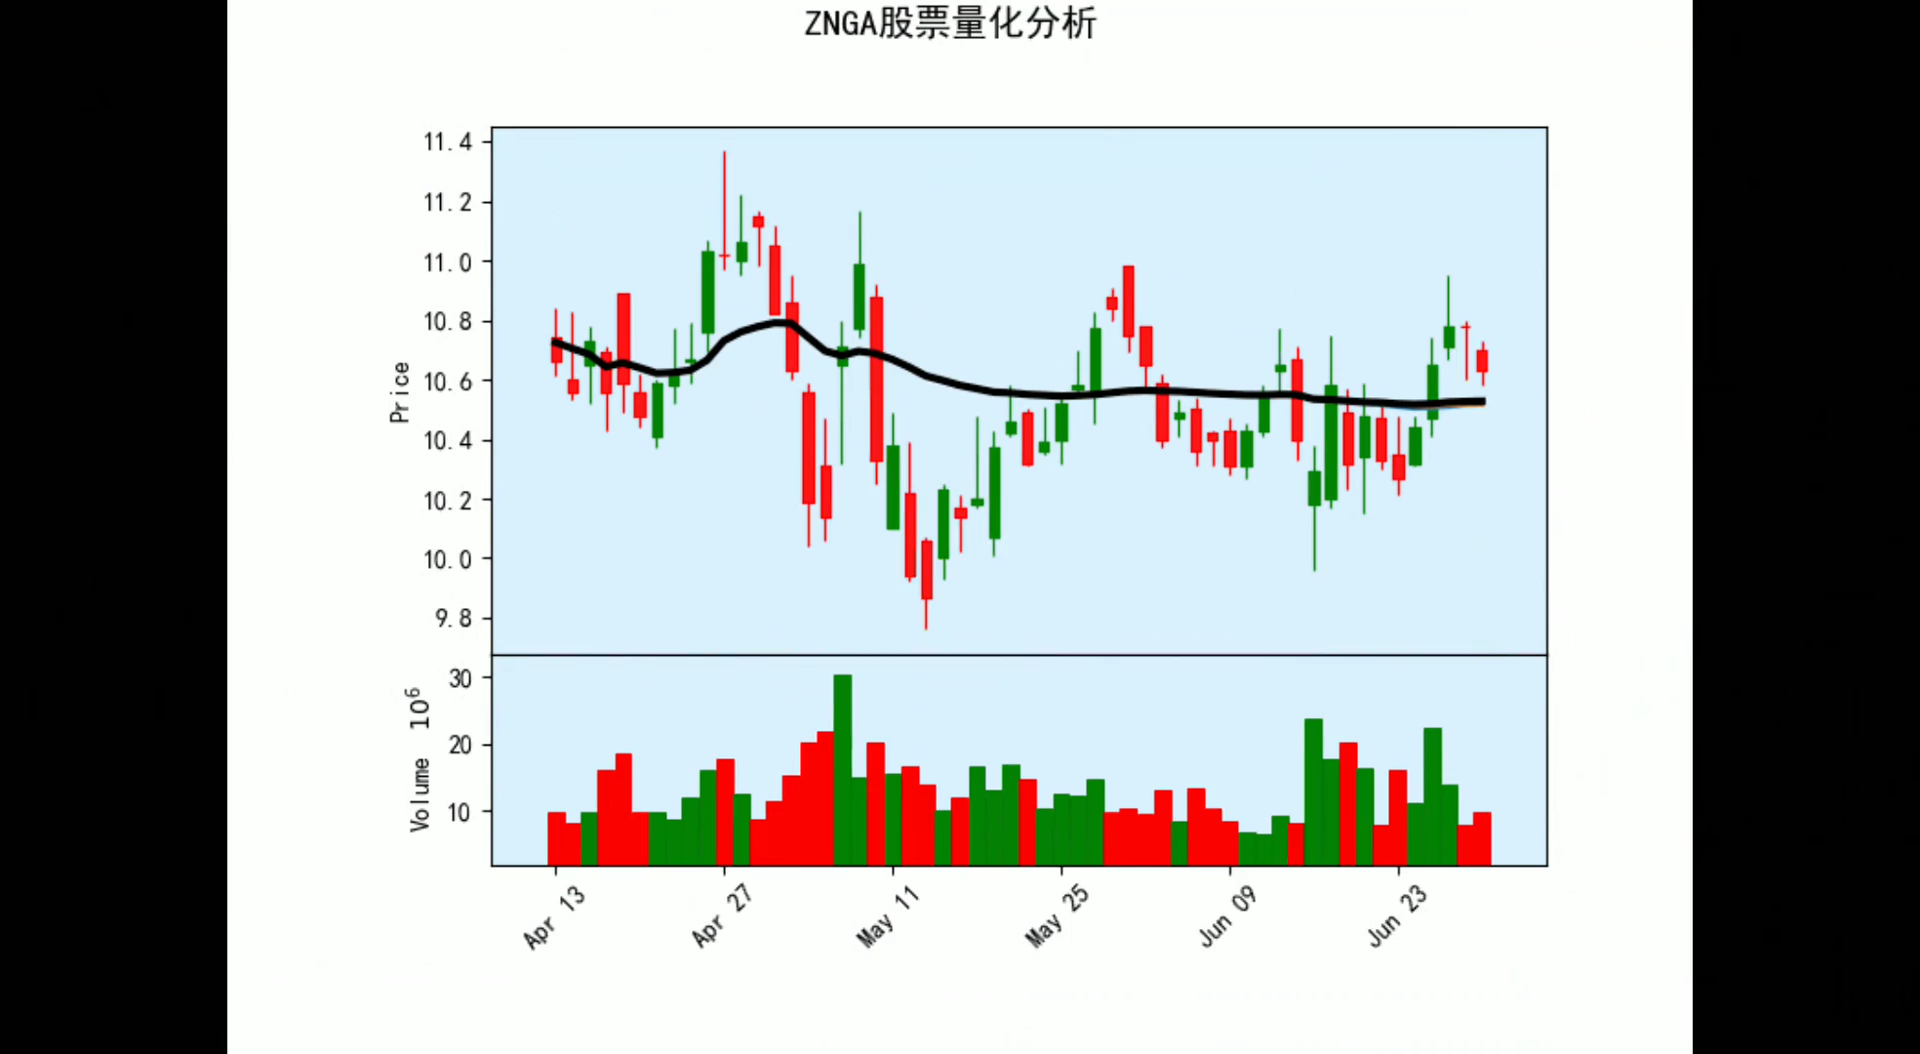 ZNGA股票量化分析
11.4
11.2
11.0
10.8
10.6
10.4
10.2
10.0
9.8
Price
30
20
10
Volume 10⁶
Apr 13
Apr 27
May 11
May 25
Jun 09
Jun 23